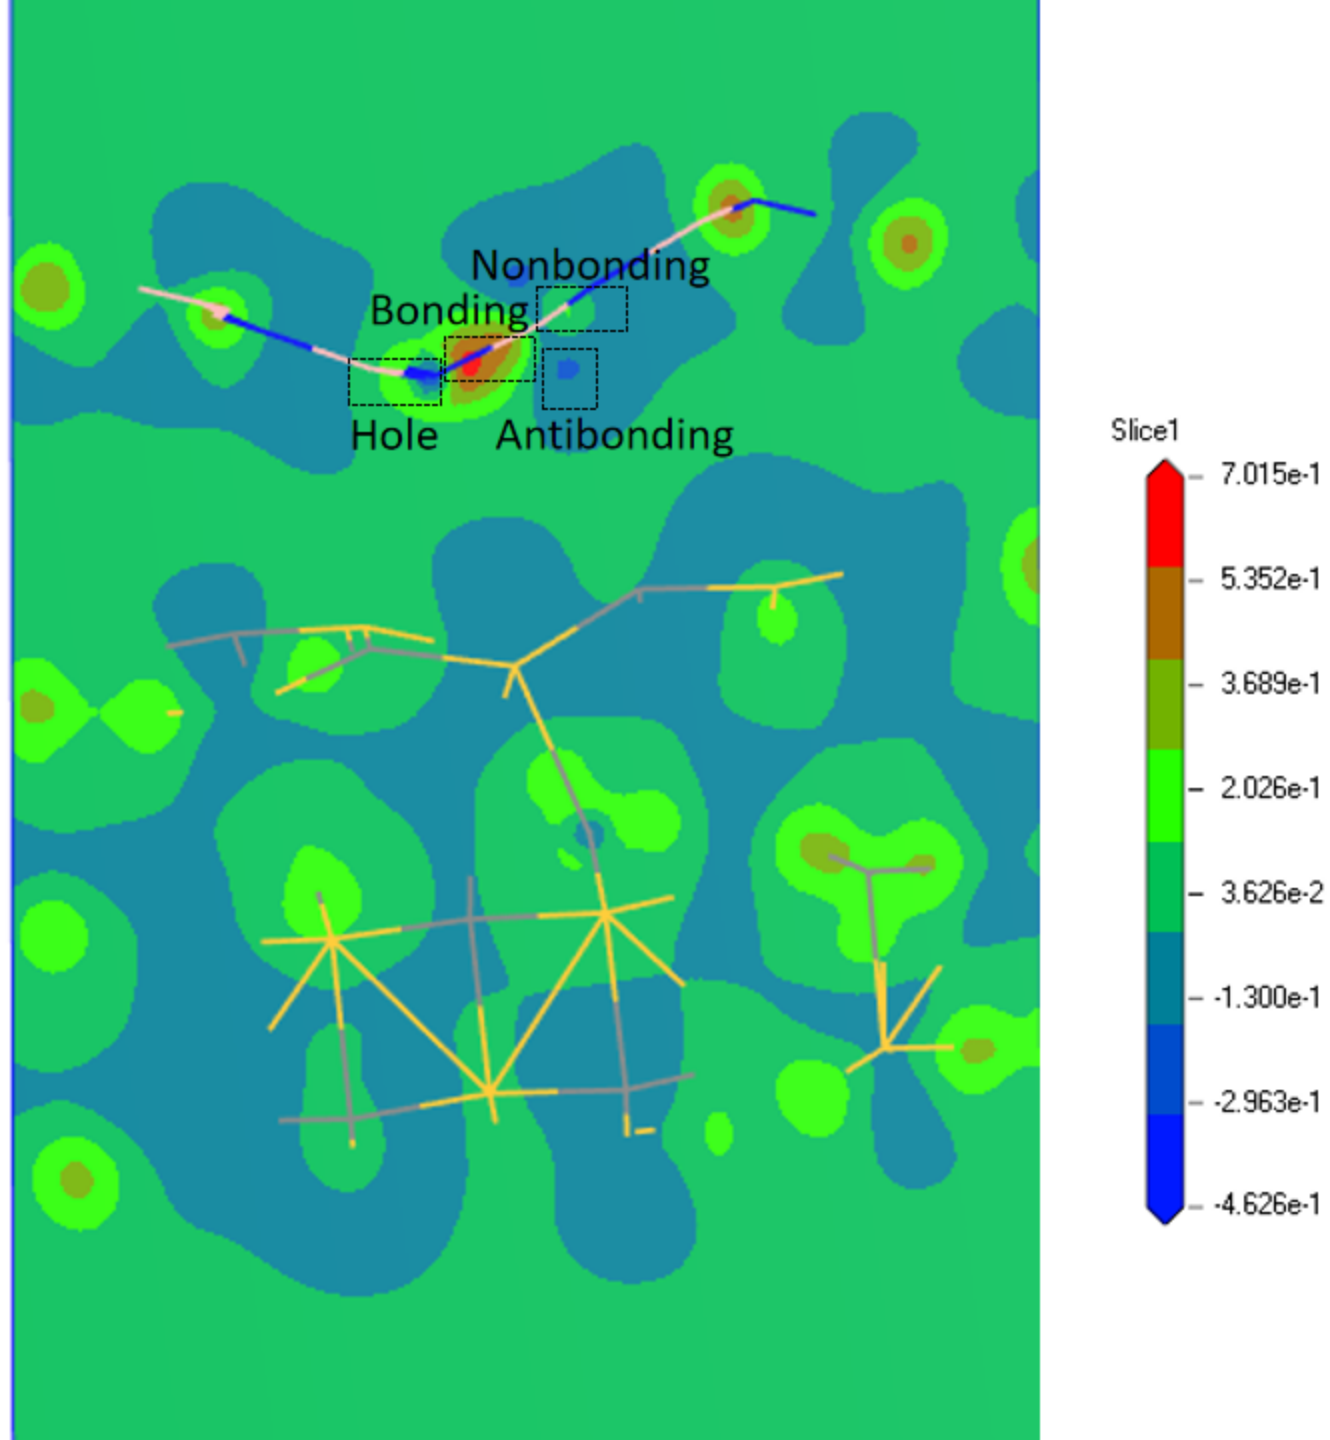 Nonbonding
Bonding
Hole
Antibonding
Slice1
7.015e-1
5.352e-1
3.689e-1
2.026e-1
3.626e-2
-1.300e-1
-2.963e-1
-4.626e-1